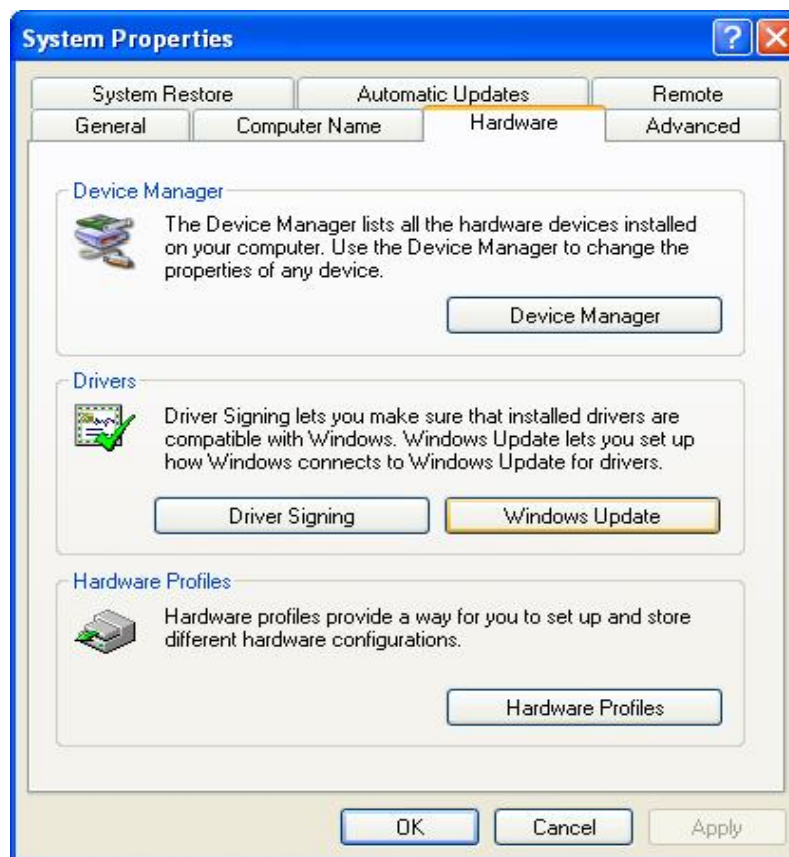 System Properties
System Restore Automatic Updates Remote
General Computer Name Hardware Advanced
Device Manager
The Device Manager lists all the hardware devices installed
on your computer. Use the Device Manager to change the
properties of any device.
Device Manager
Drivers
Driver Signing lets you make sure that installed drivers are
compatible with Windows. Windows Update lets you set up
how Windows connects to Windows Update for drivers.
Driver Signing Windows Update
Hardware Profiles
Hardware profiles provide a way for you to set up and store
different hardware configurations.
Hardware Profiles
OK Cancel Apply